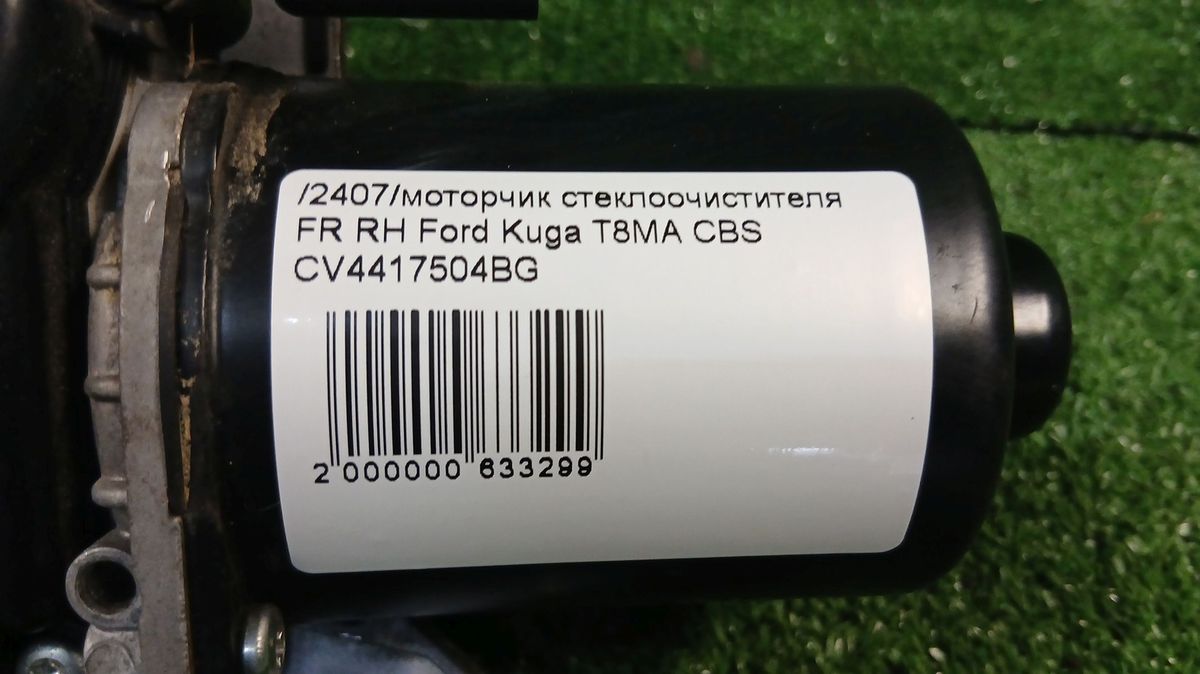 /2407/моторчик стеклоочистителя
FR RH Ford Kuga T8MA CBS
CV4417504BG
2 000000 633299